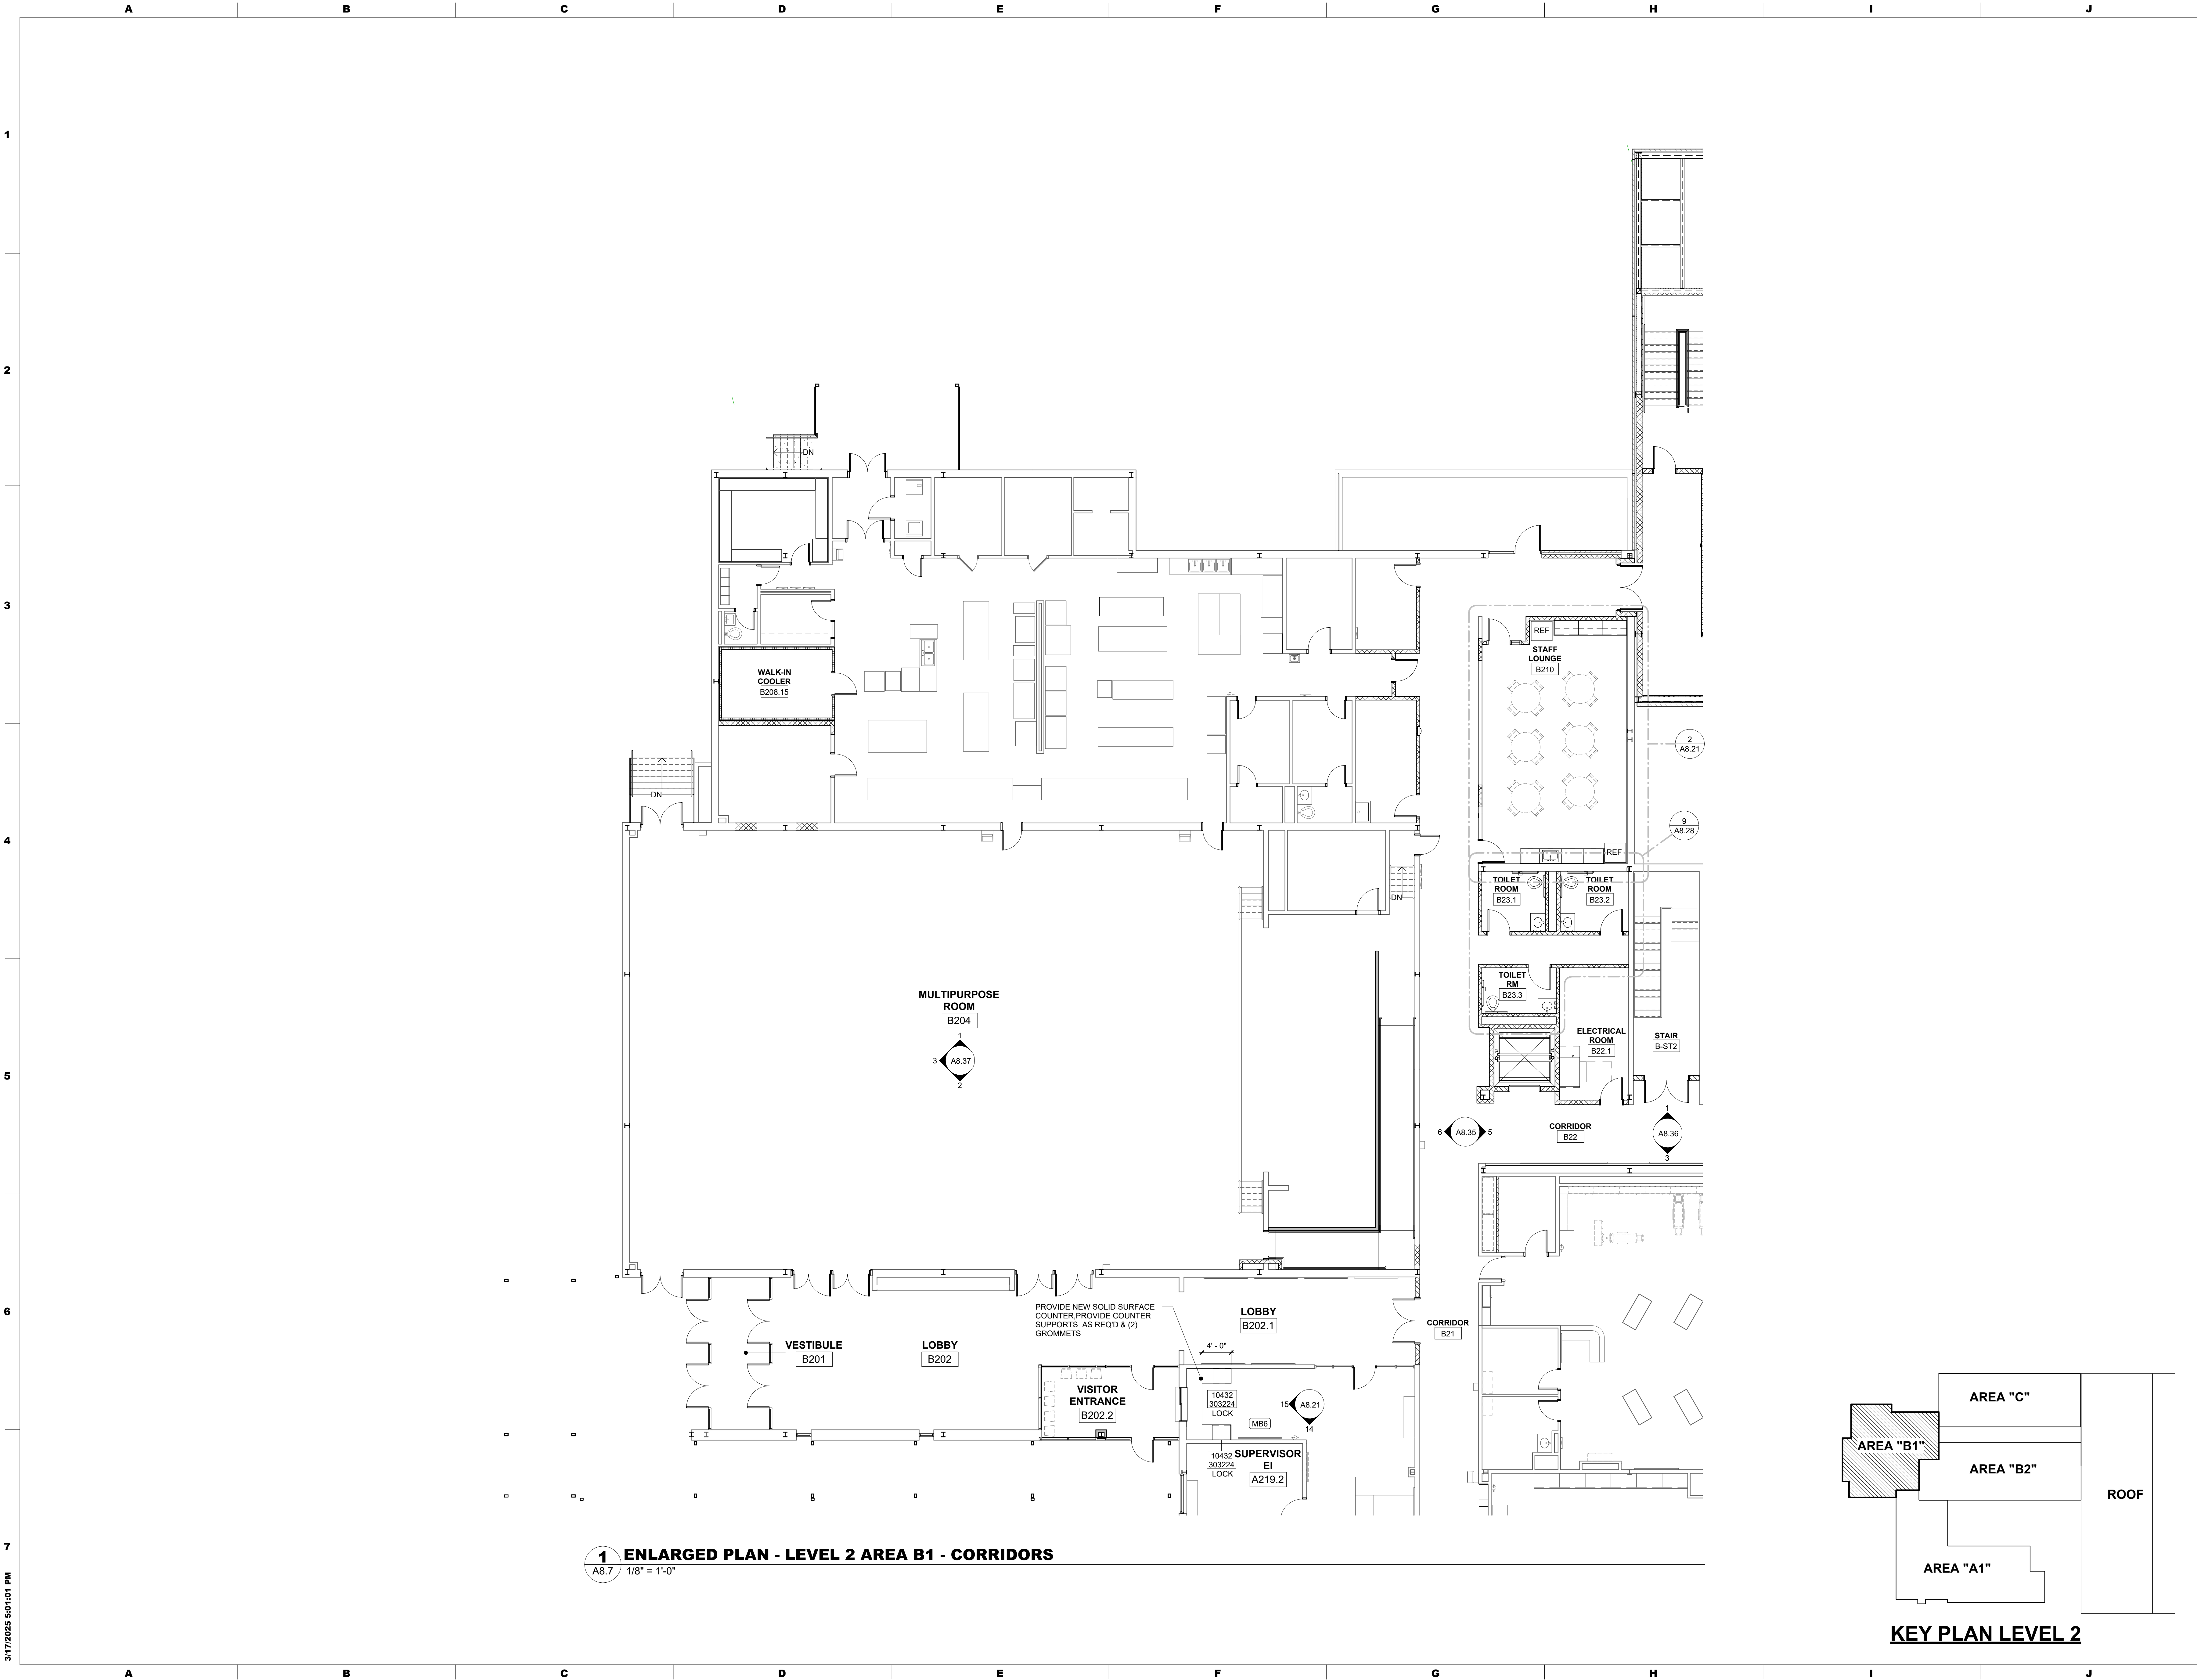 A B C D E F G H I J
1
2
DN
3
REF
STAFF
LOUNGE
B210
WALK-IN
COOLER
B208.15
2
A8.21
DN
9
A8.28
4
REF
TOILET
ROOM
B23.1
TOILET
ROOM
B23.2
DN
TOILET
RM
B23.3
MULTIPURPOSE
ROOM
B204
1
3 A8.37
2
ELECTRICAL
ROOM
B22.1
STAIR
B-ST2
5
6 A8.35 5
CORRIDOR
B22
1
A8.36
3
6
PROVIDE NEW SOLID SURFACE
COUNTER,PROVIDE COUNTER
SUPPORTS AS REQ'D & (2)
GROMMETS
LOBBY
B202.1
CORRIDOR
B21
VESTIBULE
B201
LOBBY
B202
4' - 0"
VISITOR
ENTRANCE
B202.2
10432
303224
LOCK
15 A8.21
14
MB6
10432
303224
LOCK
SUPERVISOR
EI
A219.2
AREA "C"
AREA "B1"
AREA "B2"
ROOF
AREA "A1"
KEY PLAN LEVEL 2
7
1
A8.7
ENLARGED PLAN - LEVEL 2 AREA B1 - CORRIDORS
1/8" = 1'-0"
3/17/2025 5:01:01 PM
A B C D E F G H I J